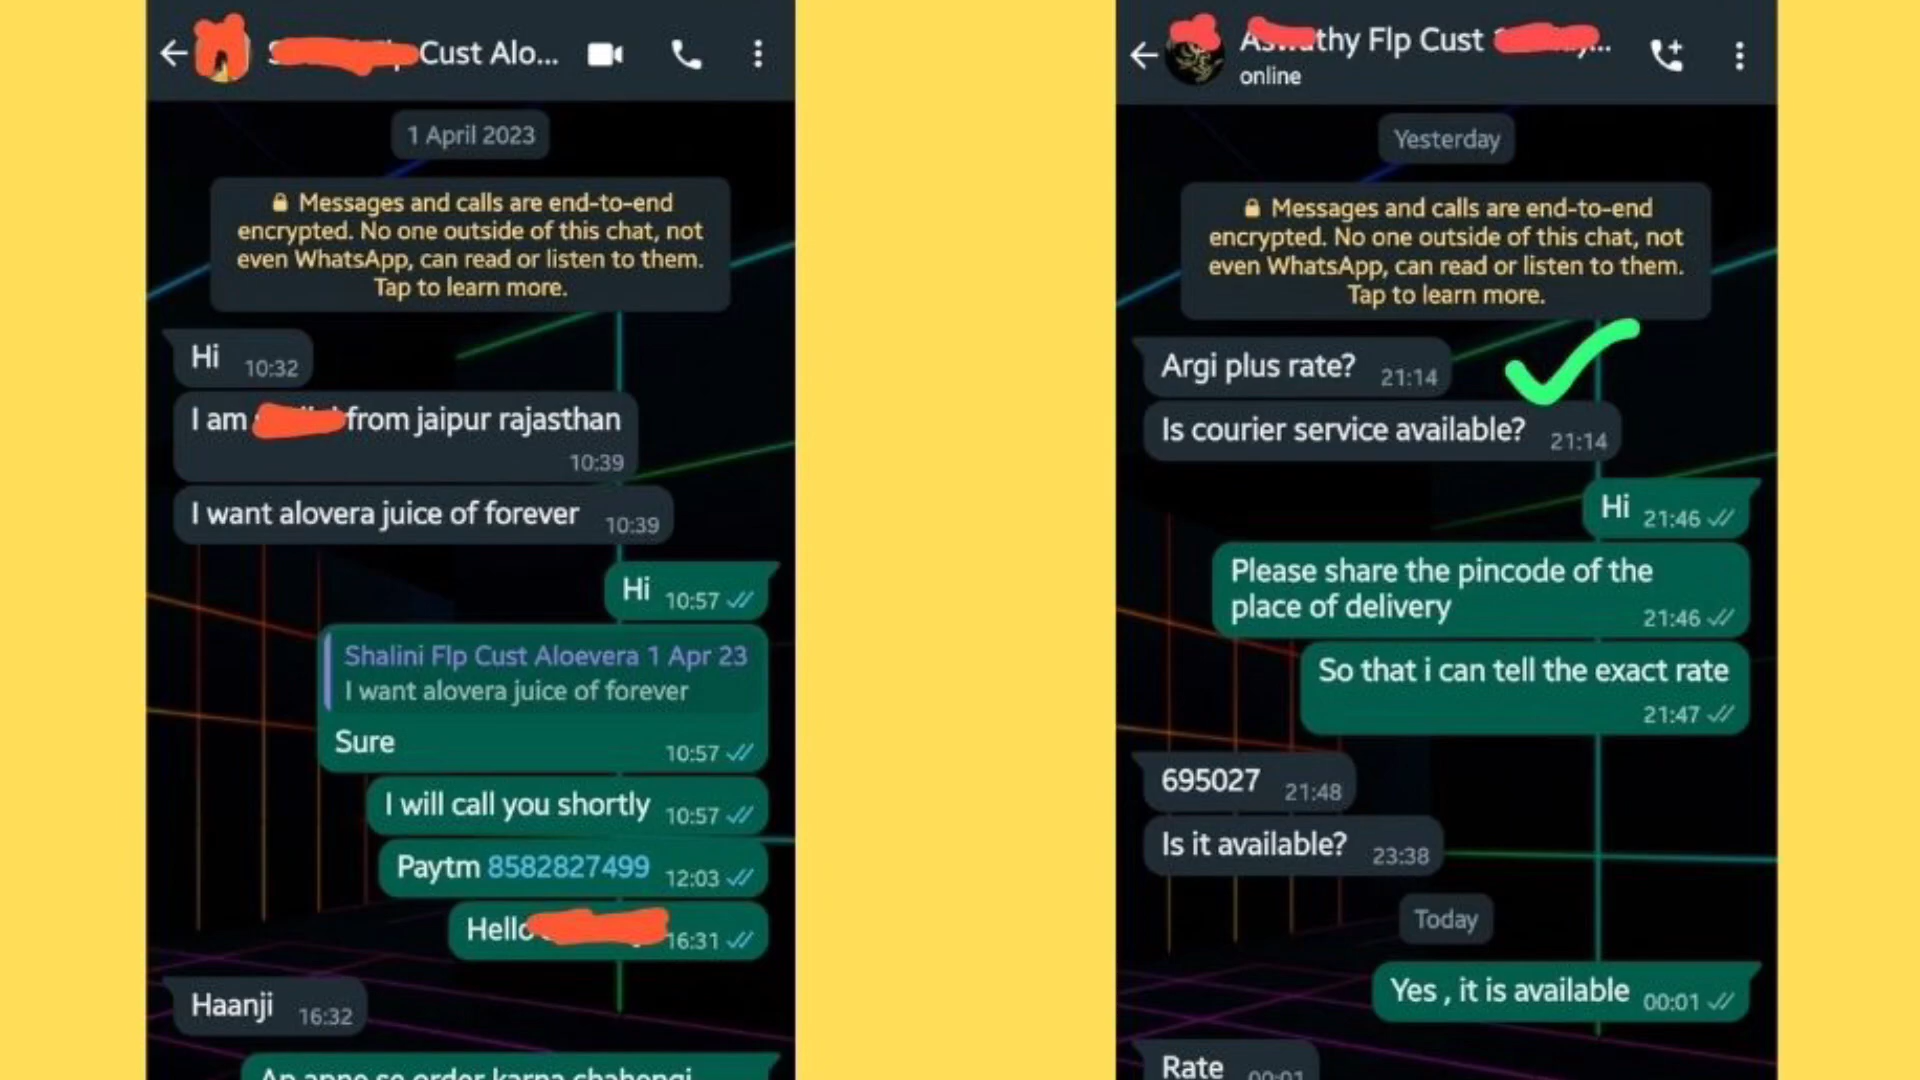 Cust Alo...
1 April 2023
Messages and calls are end-to-end
encrypted. No one outside of this chat, not
even WhatsApp, can read or listen to them.
Tap to learn more.
Hi 10:32
I am from jaipur rajasthan
10:39
I want alovera juice of forever 10:39
Hi 10:57
Shalini Flp Cust Aloevera 1 Apr 23
I want alovera juice of forever
Sure 10:57
I will call you shortly 10:57
Paytm 8582827499 12:03
Hello 16:31
Haanji 16:32
Ap apne se order karna chahengi
Flp Cust
online
Yesterday
Messages and calls are end-to-end
encrypted. No one outside of this chat, not
even WhatsApp, can read or listen to them.
Tap to learn more.
Argi plus rate? 21:14
Is courier service available? 21:14
Hi 21:46
Please share the pincode of the
place of delivery 21:46
So that i can tell the exact rate
21:47
695027 21:48
Is it available? 23:38
Today
Yes , it is available 00:01
Rate 00:01